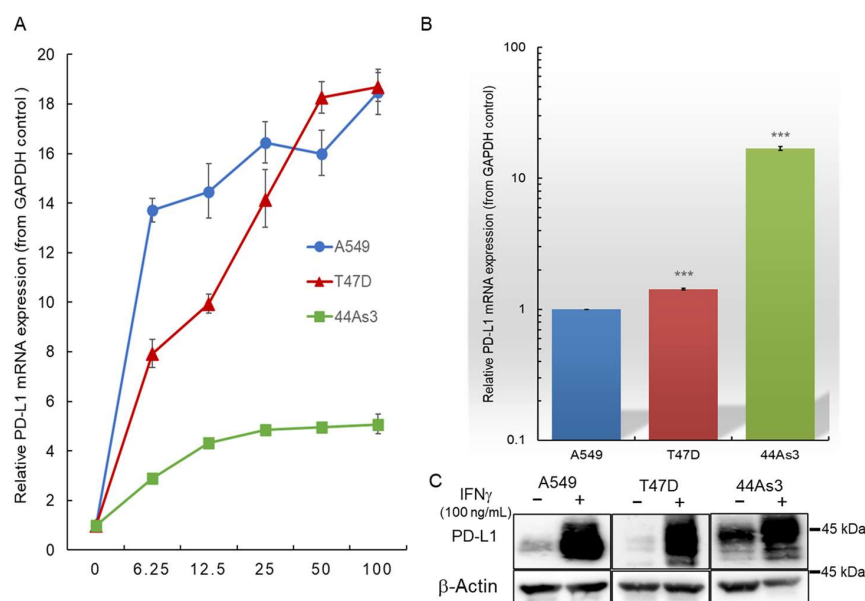 A
Relative PD-L1 mRNA expression (from GAPDH control )
20
18
16
14
12
10
8
6
4
2
0
0 6.25 12.5 25 50 100
A549
T47D
44As3
B
Relative PD-L1 mRNA expression (from GAPDH control)
100
10
1
0.1
***
***
A549 T47D 44As3
C
A549 T47D 44As3
IFNγ − + − + − +
(100 ng/mL)
PD-L1
45 kDa
45 kDa
β-Actin